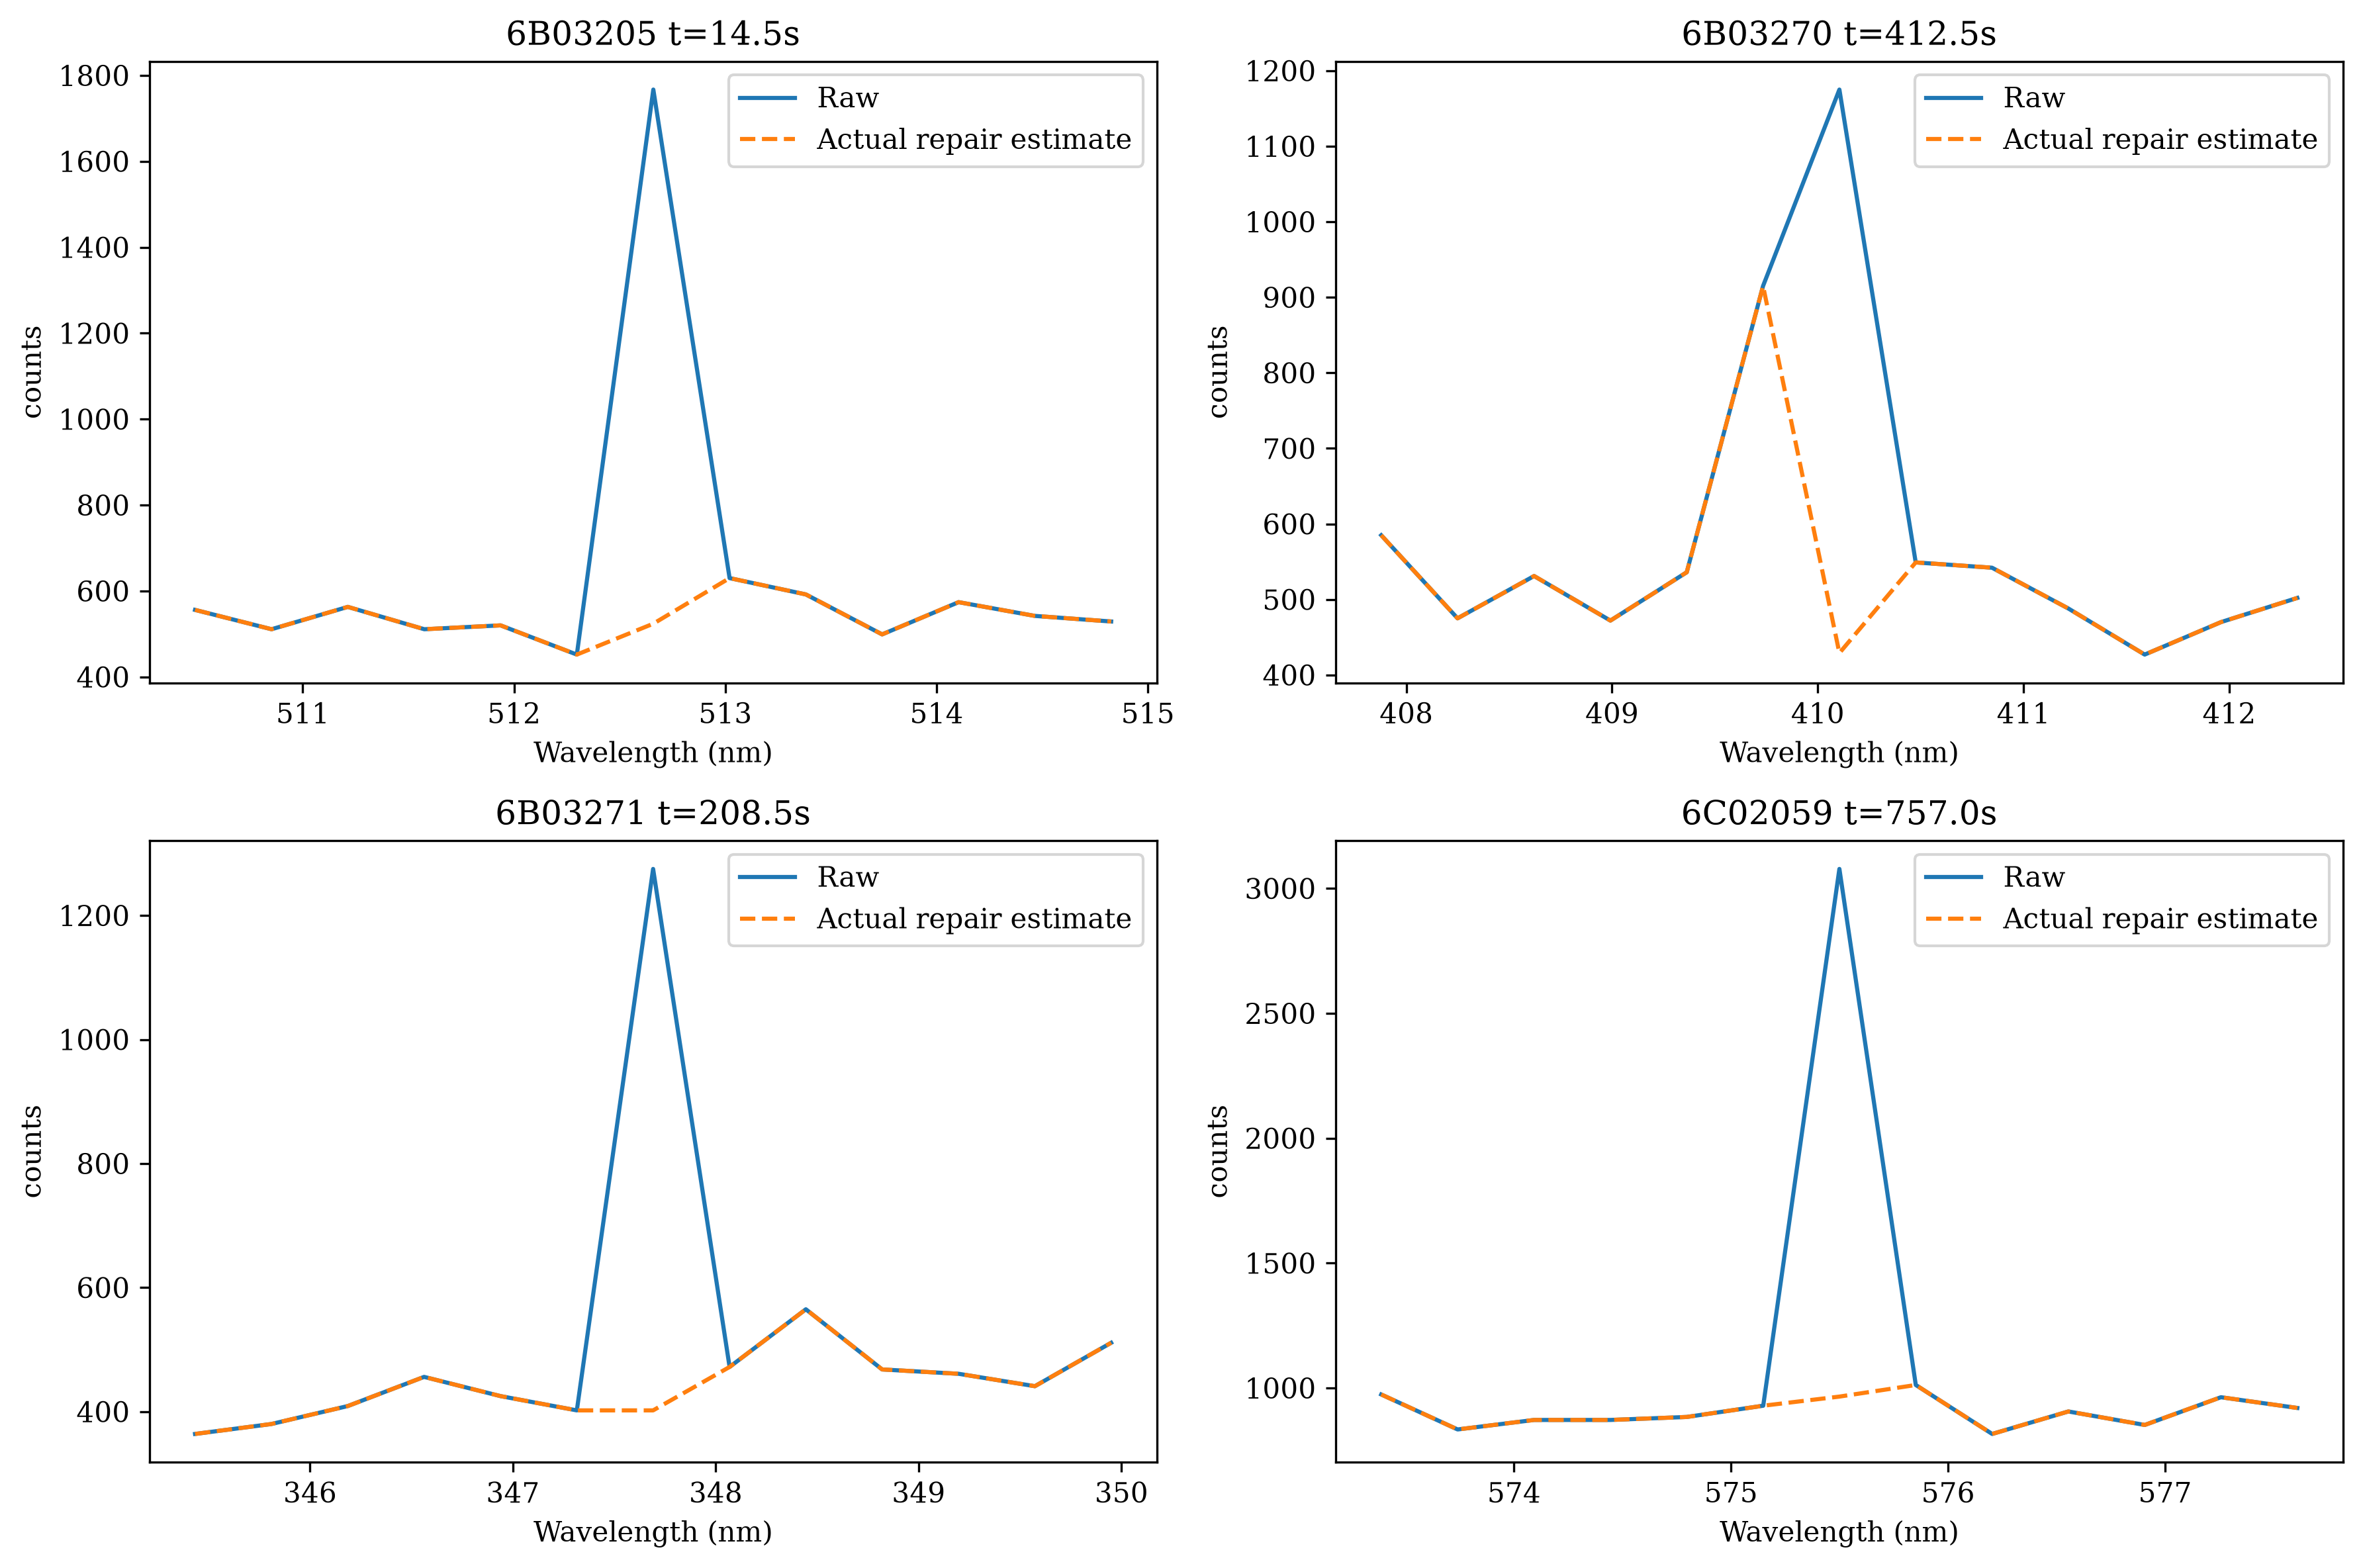 6B03205 t=14.5s
1800
1600
1400
1200
1000
800
600
400
counts
Raw
Actual repair estimate
511 512 513 514 515
Wavelength (nm)
6B03270 t=412.5s
1200
1100
1000
900
800
700
600
500
400
counts
Raw
Actual repair estimate
408 409 410 411 412
Wavelength (nm)
6B03271 t=208.5s
1200
1000
800
600
400
counts
Raw
Actual repair estimate
346 347 348 349 350
Wavelength (nm)
6C02059 t=757.0s
3000
2500
2000
1500
1000
counts
Raw
Actual repair estimate
574 575 576 577
Wavelength (nm)